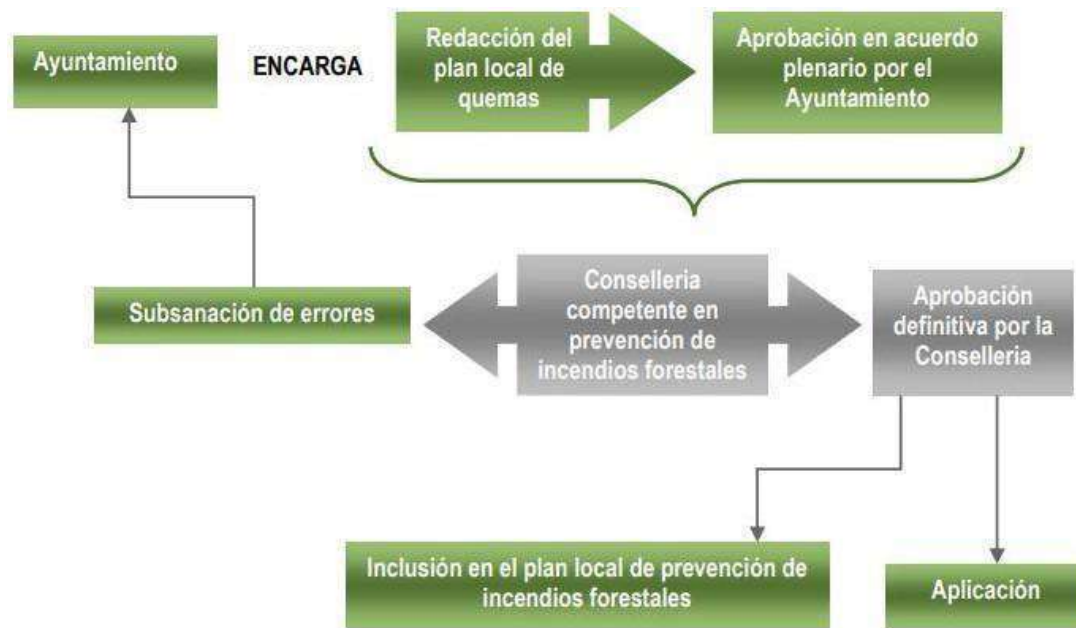 Ayuntamiento
ENCARGA
Redacción del
plan local de
quemas
Aprobación en acuerdo
plenario por el
Ayuntamiento
Subsanación de errores
Conselleria
competente en
prevención de
incendios forestales
Aprobación
definitiva por la
Conselleria
Inclusión en el plan local de prevención de
incendios forestales
Aplicación